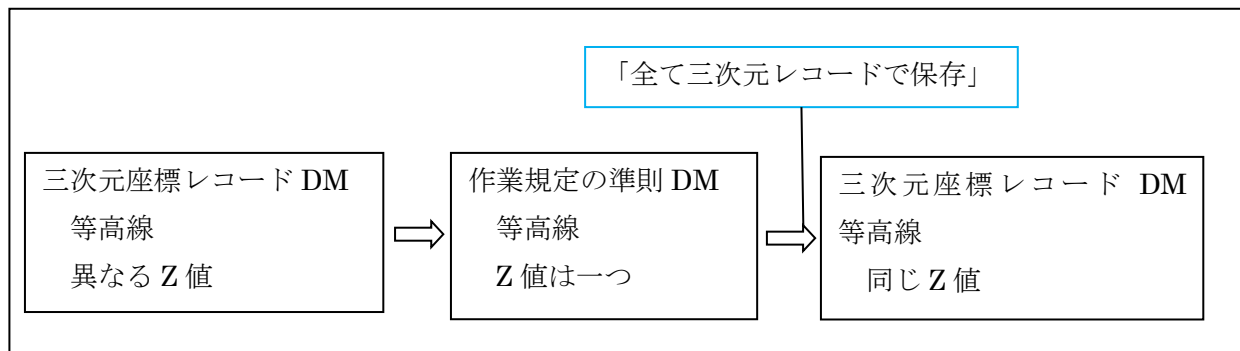 「全て三次元レコードで保存」
三次元座標レコード DM
等高線
異なる Z 値
作業規定の準則 DM
等高線
Z 値は一つ
三次元座標レコード DM
等高線
同じ Z 値